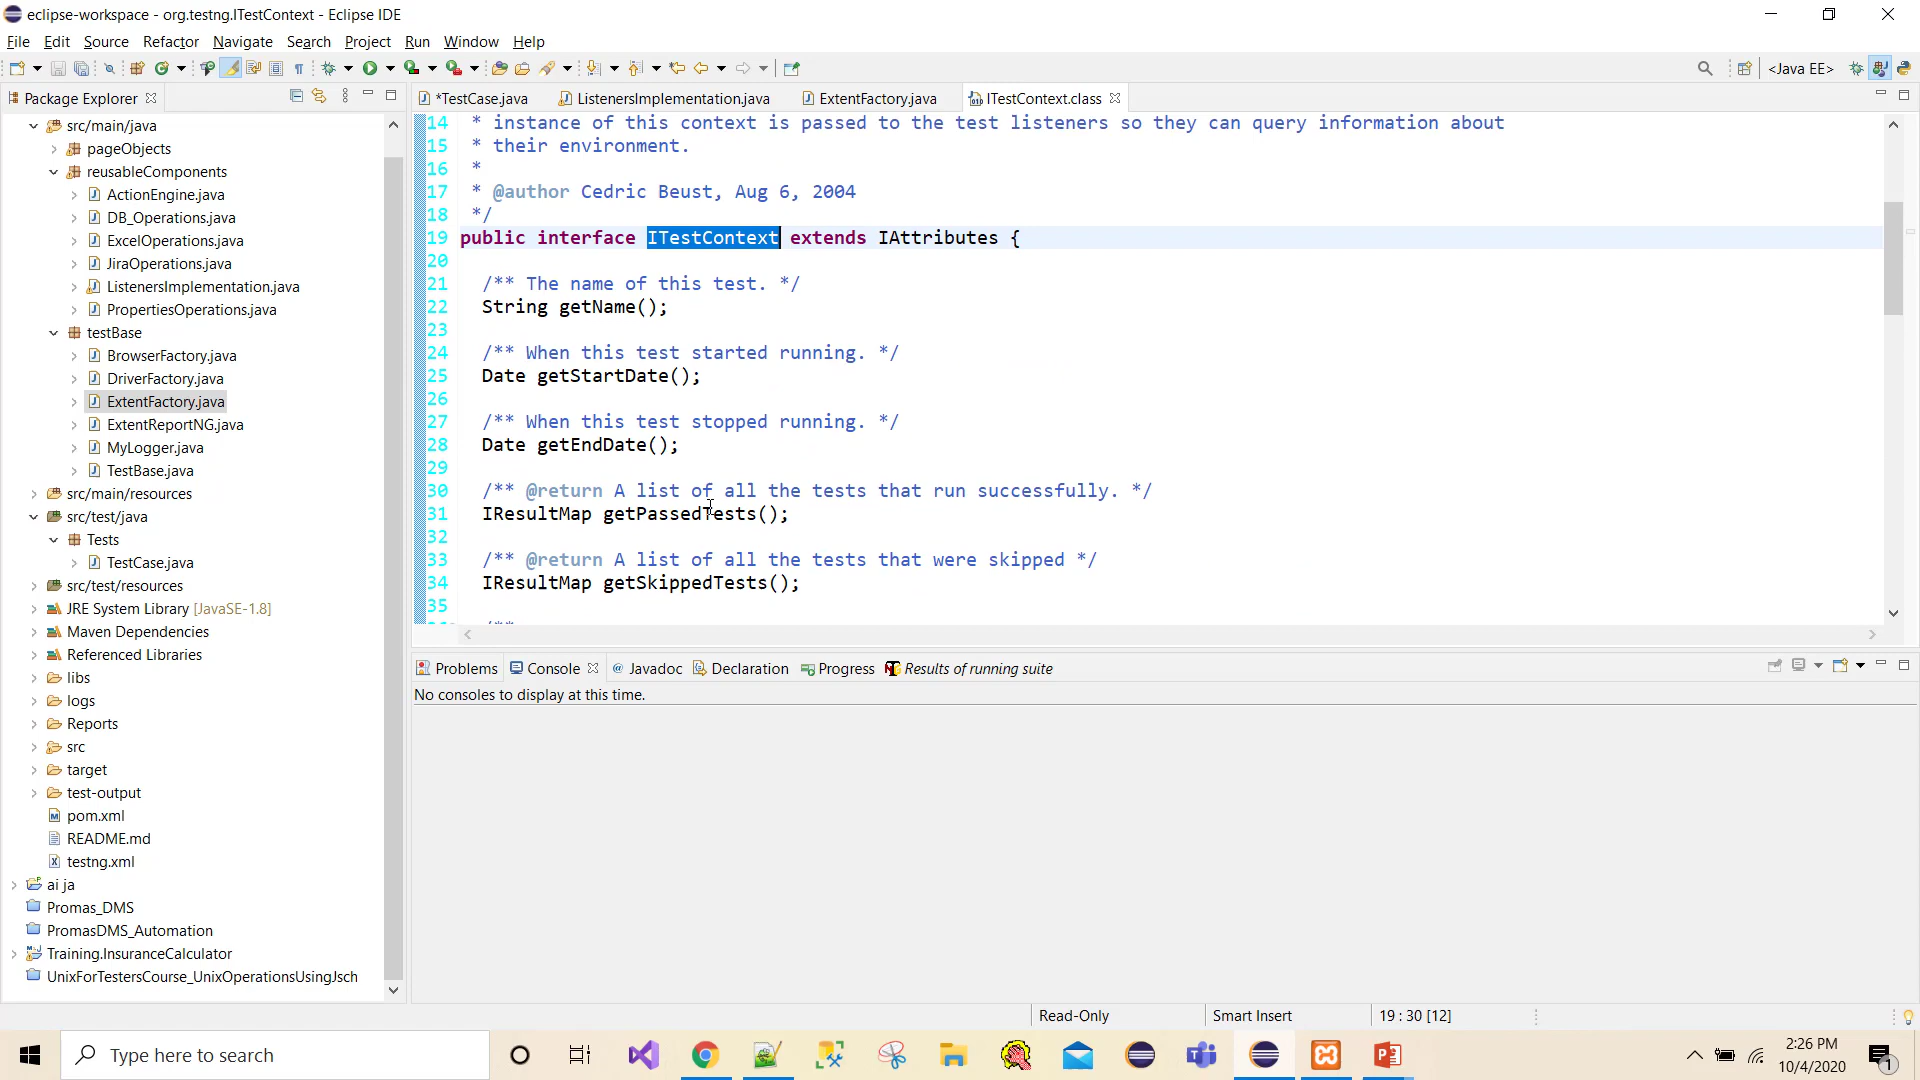 eclipse-workspace - org.testng.ITestContext - Eclipse IDE
File Edit Source Refactor Navigate Search Project Run Window Help
<Java EE>
Package Explorer
src/main/java
pageObjects
reusableComponents
ActionEngine.java
DB_Operations.java
ExcelOperations.java
JiraOperations.java
ListenersImplementation.java
PropertiesOperations.java
testBase
BrowserFactory.java
DriverFactory.java
ExtentFactory.java
ExtentReportNG.java
MyLogger.java
TestBase.java
src/main/resources
src/test/java
Tests
TestCase.java
src/test/resources
JRE System Library [JavaSE-1.8]
Maven Dependencies
Referenced Libraries
libs
logs
Reports
src
target
test-output
pom.xml
README.md
testng.xml
ai ja
Promas_DMS
PromasDMS_Automation
Training.InsuranceCalculator
UnixForTestersCourse_UnixOperationsUsingJsch
*TestCase.java ListenersImplementation.java ExtentFactory.java ITestContext.class
14 * instance of this context is passed to the test listeners so they can query information about
15 * their environment.
16 *
17 * @author Cedric Beust, Aug 6, 2004
18 */
19 public interface ITestContext extends IAttributes {
20
21 /** The name of this test. */
22 String getName();
23
24 /** When this test started running. */
25 Date getStartDate();
26
27 /** When this test stopped running. */
28 Date getEndDate();
29
30 /** @return A list of all the tests that run successfully. */
31 IResultMap getPassedTests();
32
33 /** @return A list of all the tests that were skipped */
34 IResultMap getSkippedTests();
35
Problems Console Javadoc Declaration Progress Results of running suite
No consoles to display at this time.
Read-Only Smart Insert 19 : 30 [12]
Type here to search
2:26 PM
10/4/2020
1